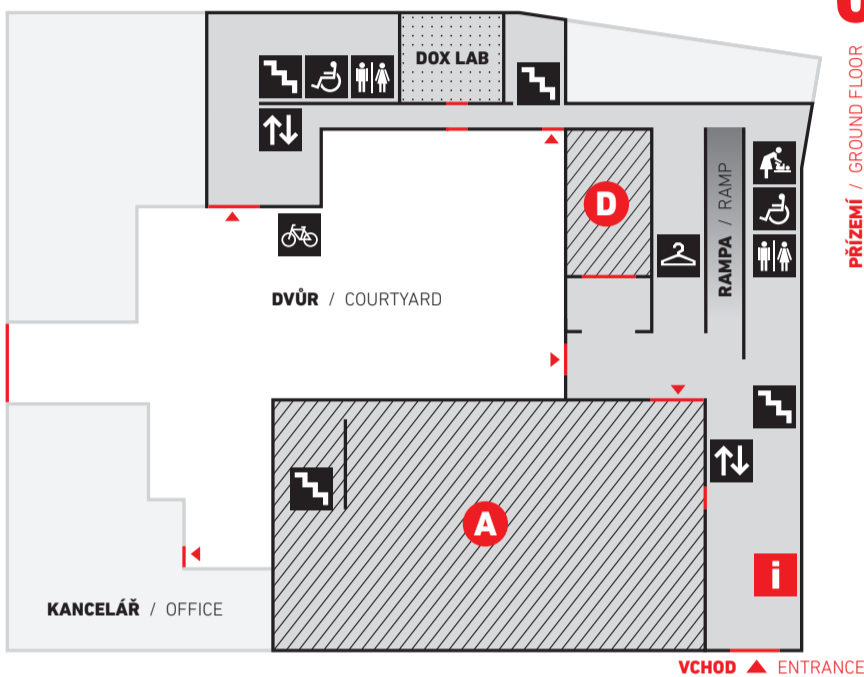 DOX LAB
PŘÍZEMÍ / GROUND FLOOR
D
RAMPA / RAMP
DVŮR / COURTYARD
A
i
KANCELÁŘ / OFFICE
VCHOD ENTRANCE